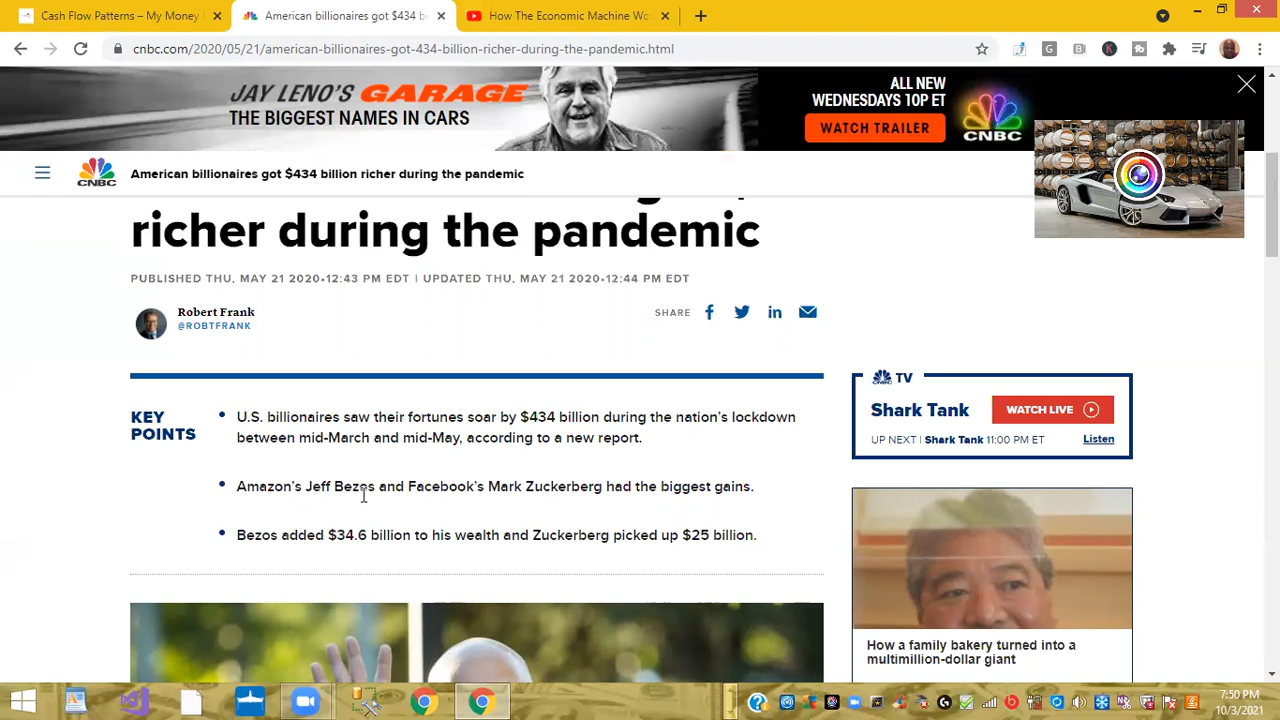 Cash Flow Patterns – My Money
American billionaires got $434 bi
How The Economic Machine Wo
cnbc.com/2020/05/21/american-billionaires-got-434-billion-richer-during-the-pandemic.html
JAY LENO'S GARAGE
THE BIGGEST NAMES IN CARS
ALL NEW
WEDNESDAYS 10P ET
WATCH TRAILER
CNBC
CNBC
American billionaires got $434 billion richer during the pandemic
richer during the pandemic
PUBLISHED THU, MAY 21 2020•12:43 PM EDT | UPDATED THU, MAY 21 2020•12:44 PM EDT
Robert Frank
@ROBTFRANK
SHARE
KEY
POINTS
U.S. billionaires saw their fortunes soar by $434 billion during the nation's lockdown
between mid-March and mid-May, according to a new report.
Amazon's Jeff Bezos and Facebook's Mark Zuckerberg had the biggest gains.
Bezos added $34.6 billion to his wealth and Zuckerberg picked up $25 billion.
CNBC TV
Shark Tank
WATCH LIVE
UP NEXT | Shark Tank 11:00 PM ET
Listen
How a family bakery turned into a
multimillion-dollar giant
7:50 PM
10/3/2021